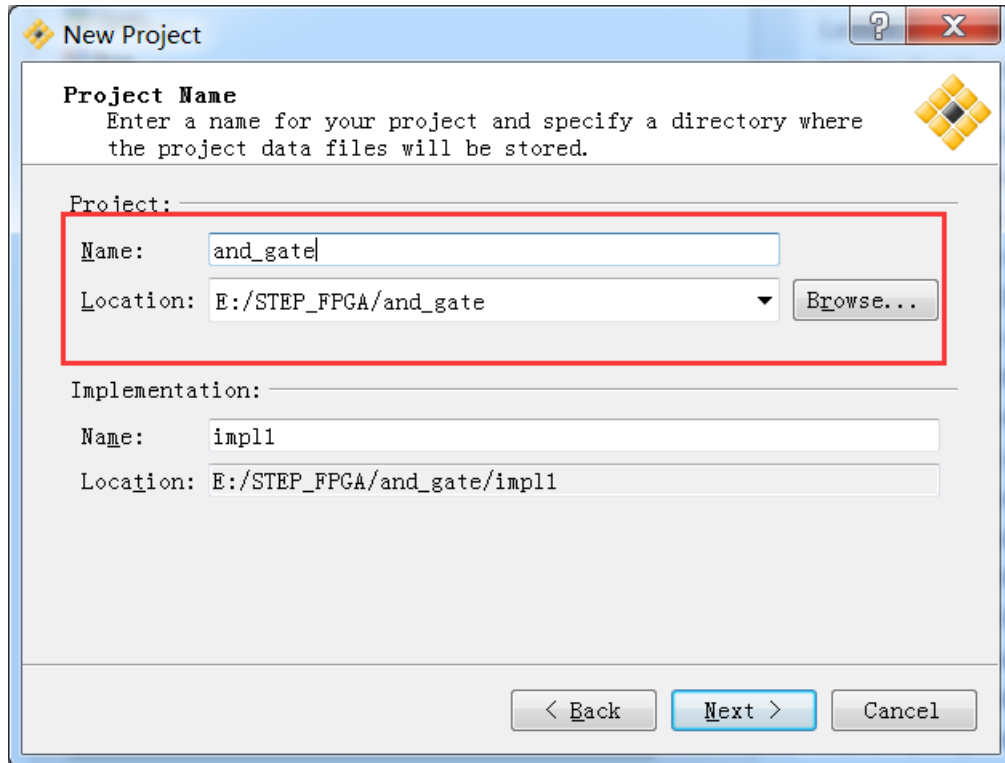 New Project
Project Name
Enter a name for your project and specify a directory where
the project data files will be stored.
Project:
Name: and_gate
Location: E:/STEP_FPGA/and_gate Browse...
Implementation:
Name: impl1
Location: E:/STEP_FPGA/and_gate/impl1
< Back Next > Cancel